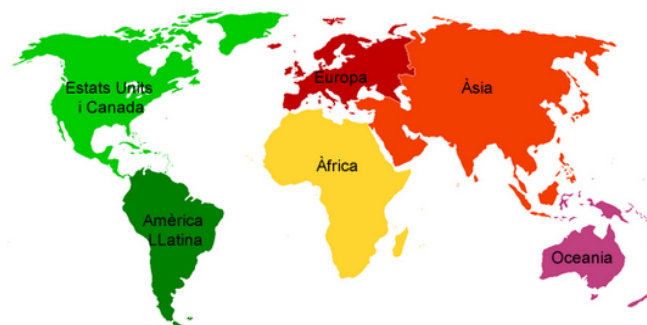 Estats Units
i Canada
Europa
Àsia
Àfrica
Amèrica
LLatina
Oceania